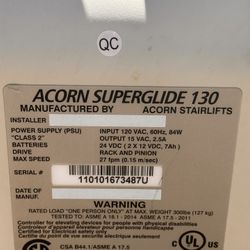 QC
ACORN SUPERGLIDE 130
MANUFACTURED BY ACORN STAIRLIFTS
INSTALLER
POWER SUPPLY (PSU) INPUT 120 VAC, 60Hz, 84W
"CLASS 2" OUTPUT 15 VAC, 2.5A
BATTERIES 24 VDC (2 X 12 VDC, 7Ah)
DRIVE RACK AND PINION
MAX SPEED 27 fpm (0.15 m/sec)
SERIAL # 110101673487U
DATE OF MANUFACTURE
WARNING
RATED LOAD "ONE PERSON ONLY" AT MAX. WEIGHT 300lbs (127 kg)
TESTED TO: ASME A 18.1 - 2014 ASME A 17.5 - 2011
CSA B44.1/ASME A 17.5